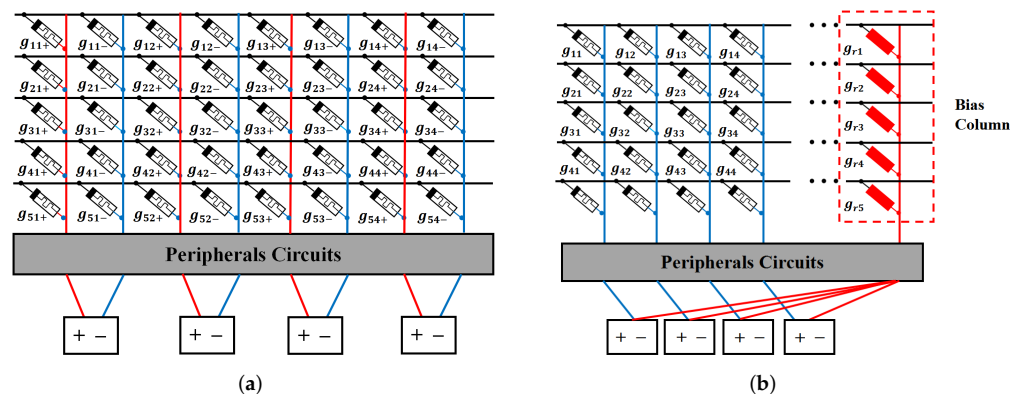 g11+ g11- g12+ g12- g13+ g13- g14+ g14-
g21+ g21- g22+ g22- g23+ g23- g24+ g24-
g31+ g31- g32+ g32- g33+ g33- g34+ g34-
g41+ g41- g42+ g42- g43+ g43- g44+ g44-
g51+ g51- g52+ g52- g53+ g53- g54+ g54-
Peripherals Circuits
+ − + − + − + −
(a)
g11 g12 g13 g14 ••• gr1
g21 g22 g23 g24 gr2
g31 g32 g33 g34 ••• gr3
g41 g42 g43 g44 ••• gr4
••• gr5
Bias
Column
Peripherals Circuits
+ − + − + − + −
(b)